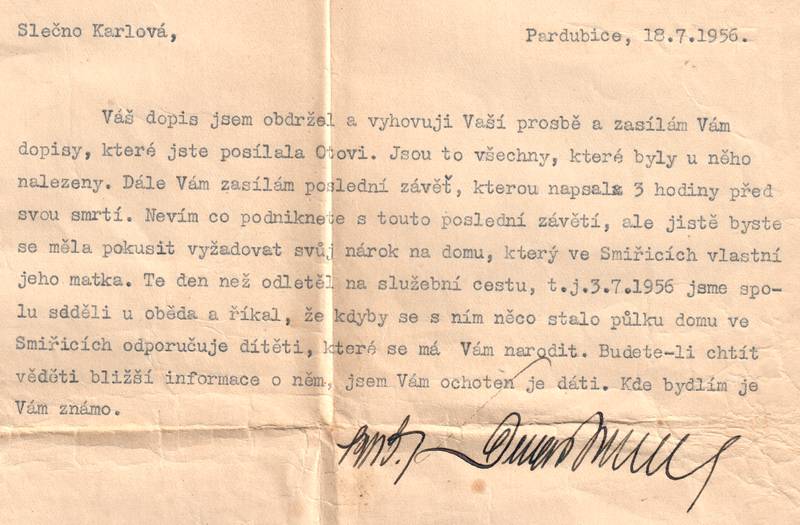 Slečno Karlová,
Pardubice, 18.7.1956.
Váš dopis jsem obdržel a vyhovuji Vaší prosbě a zasílám Vám
dopisy, které jste posílala Otovi. Jsou to všechny, které byly u něho
nalezeny. Dále Vám zasílám poslední závěť, kterou napsal 3 hodiny před
svou smrtí. Nevím co podniknete s touto poslední závětí, ale jistě byste
se měla pokusit vyžadovat svůj nárok na domu, který ve Smiřicích vlastní
jeho matka. Te den než odletěl na služební cestu, t.j.3.7.1956 jsme spo-
lu sdděli u oběda a říkal, že kdyby se s ním něco stalo půlku domu ve
Smiřicích odporučuje dítěti, které se má Vám narodit. Budete-li chtít
věděti bližší informace o něm, jsem Vám ochoten je dáti. Kde bydlím je
Vám známo.